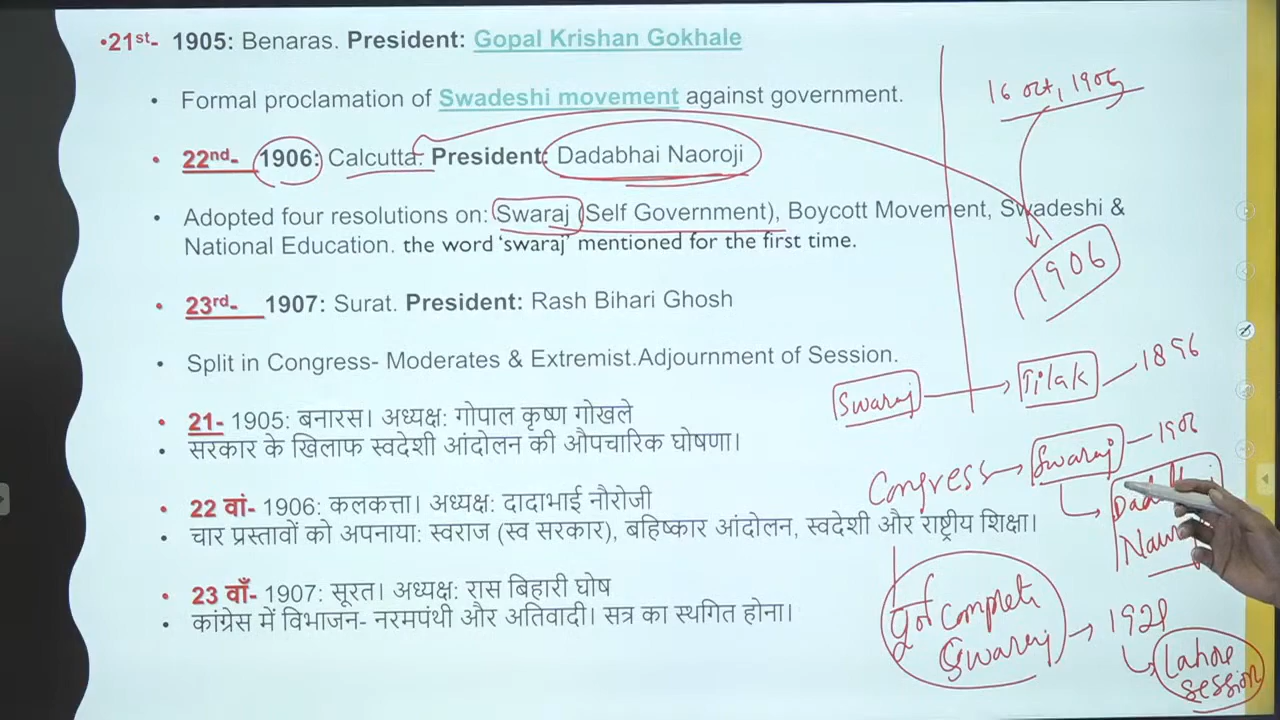 •21st- 1905: Benaras. President: Gopal Krishan Gokhale
• Formal proclamation of Swadeshi movement against government.
• 22nd- 1906: Calcutta. President: Dadabhai Naoroji
• Adopted four resolutions on: Swaraj (Self Government), Boycott Movement, Swadeshi &
National Education. the word ‘swaraj’ mentioned for the first time.
• 23rd- 1907: Surat. President: Rash Bihari Ghosh
• Split in Congress- Moderates & Extremist.Adjournment of Session.
• 21- 1905: बनारस। अध्यक्ष: गोपाल कृष्ण गोखले
• सरकार के खिलाफ स्वदेशी आंदोलन की औपचारिक घोषणा।
• 22 वां- 1906: कलकत्ता। अध्यक्ष: दादाभाई नौरोजी
• चार प्रस्तावों को अपनाया: स्वराज (स्व सरकार), बहिष्कार आंदोलन, स्वदेशी और राष्ट्रीय शिक्षा।
• 23 वाँ- 1907: सूरत। अध्यक्ष: रास बिहारी घोष
• कांग्रेस में विभाजन- नरमपंथी और अतिवादी। सत्र का स्थगित होना।
16 oct, 1905
1906
Swaraj Tilak 1896
Congress Swaraj 1906
complete
Swaraj
Lahore
session